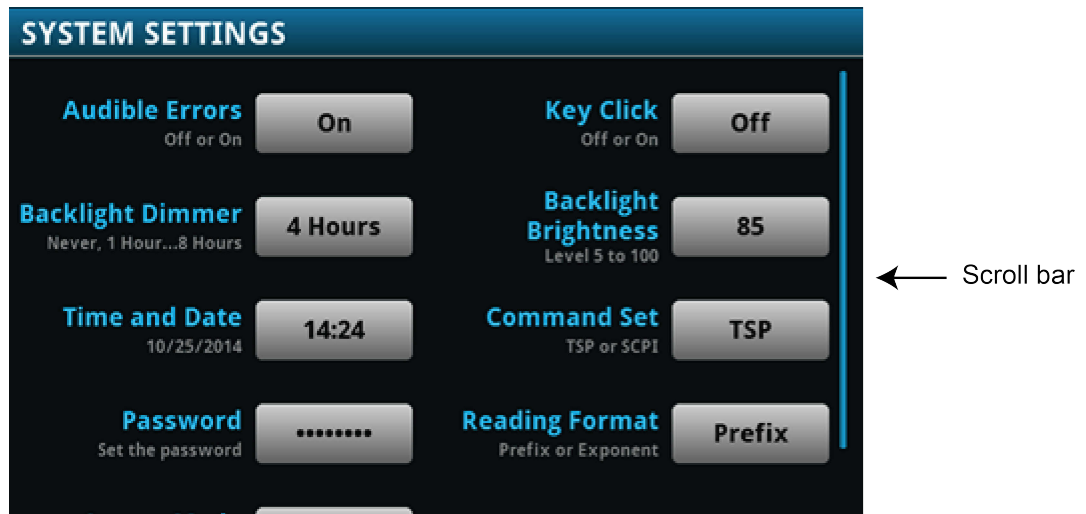 SYSTEM SETTINGS
Audible Errors
Off or On
On
Key Click
Off or On
Off
Backlight Dimmer
Never, 1 Hour...8 Hours
4 Hours
Backlight
Brightness
Level 5 to 100
85
Scroll bar
Time and Date
10/25/2014
14:24
Command Set
TSP or SCPI
TSP
Password
Set the password
••••••••
Reading Format
Prefix or Exponent
Prefix